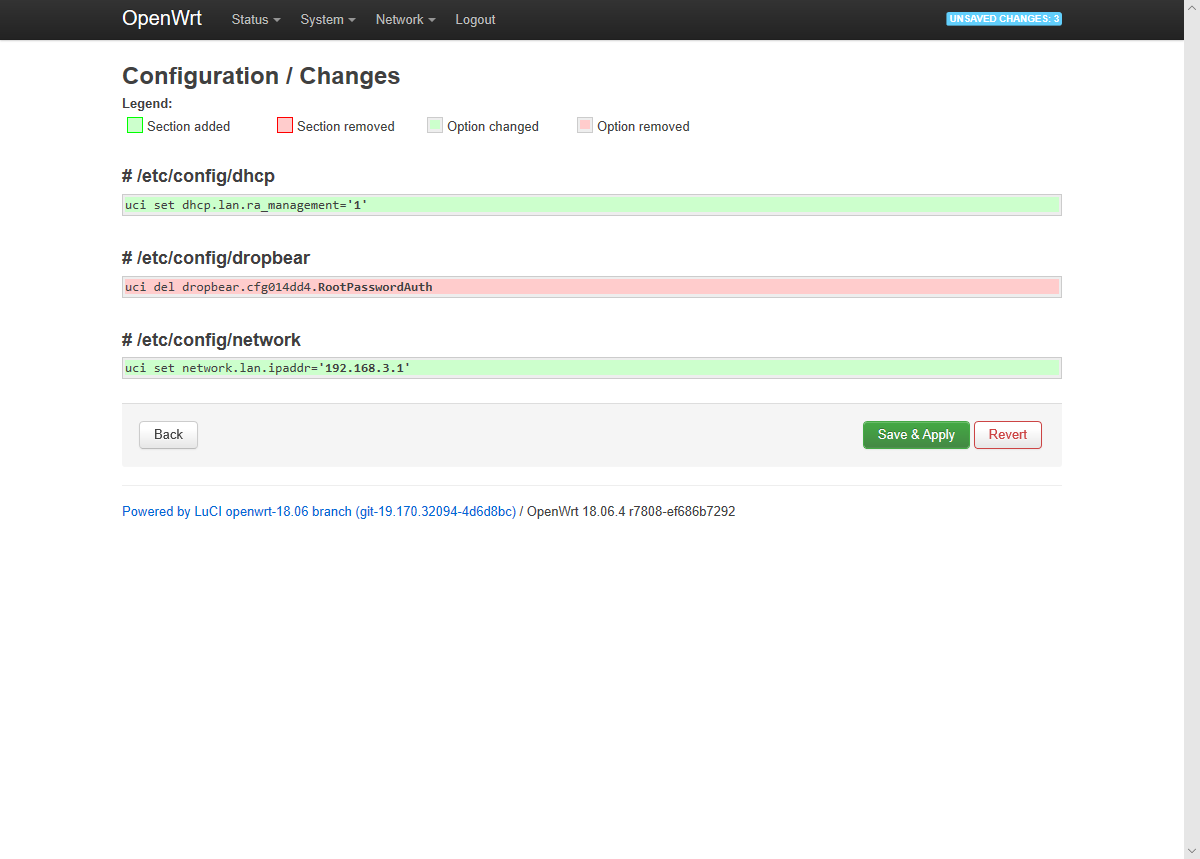 OpenWrt Status System Network Logout UNSAVED CHANGES: 3
Configuration / Changes
Legend:
Section added Section removed Option changed Option removed
# /etc/config/dhcp
uci set dhcp.lan.ra_management='1'
# /etc/config/dropbear
uci del dropbear.cfg014dd4.RootPasswordAuth
# /etc/config/network
uci set network.lan.ipaddr='192.168.3.1'
Back Save & Apply Revert
Powered by LuCI openwrt-18.06 branch (git-19.170.32094-4d6d8bc) / OpenWrt 18.06.4 r7808-ef686b7292